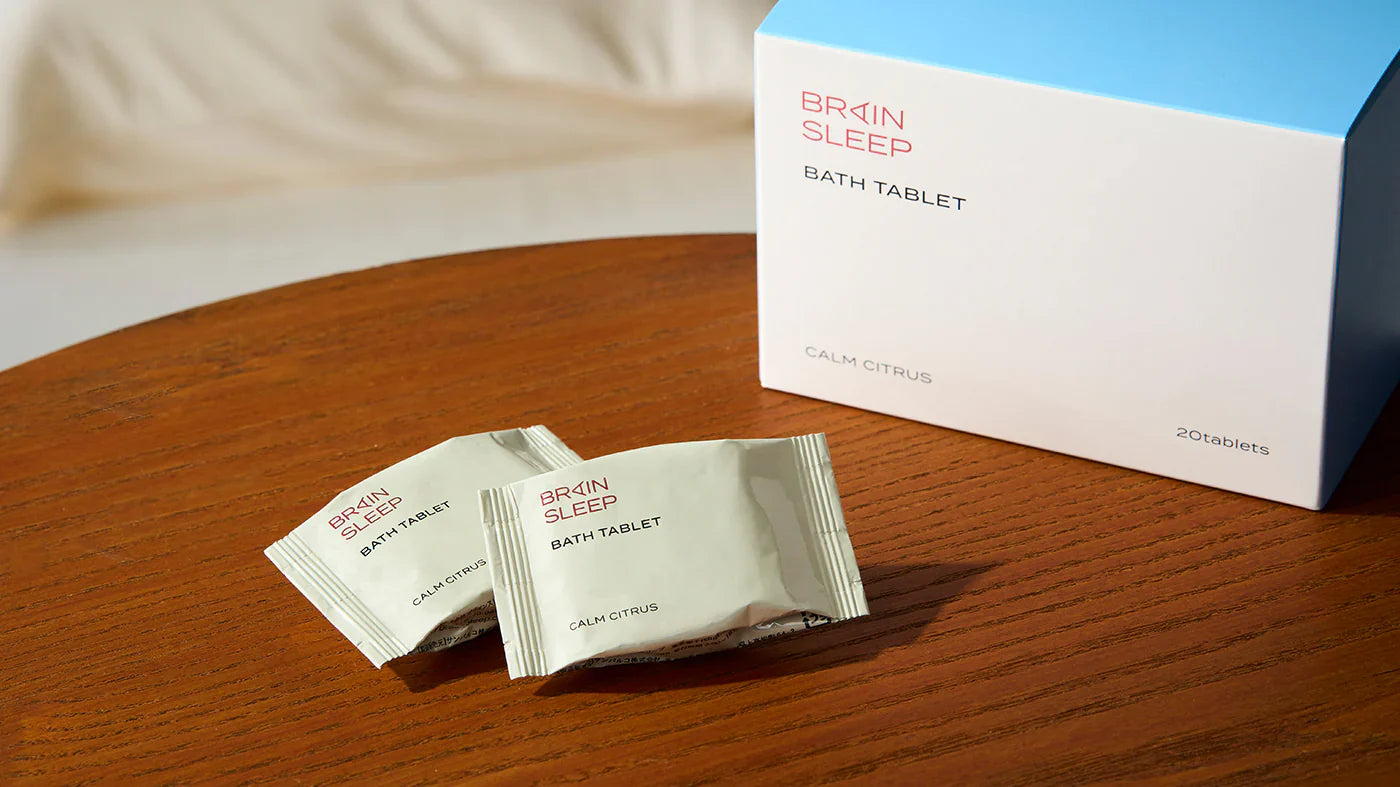 BRAIN
SLEEP
BATH TABLET
CALM CITRUS
20tablets
BRAIN
SLEEP
BATH TABLET
CALM CITRUS
BRAIN
SLEEP
BATH TABLET
CALM CITRUS